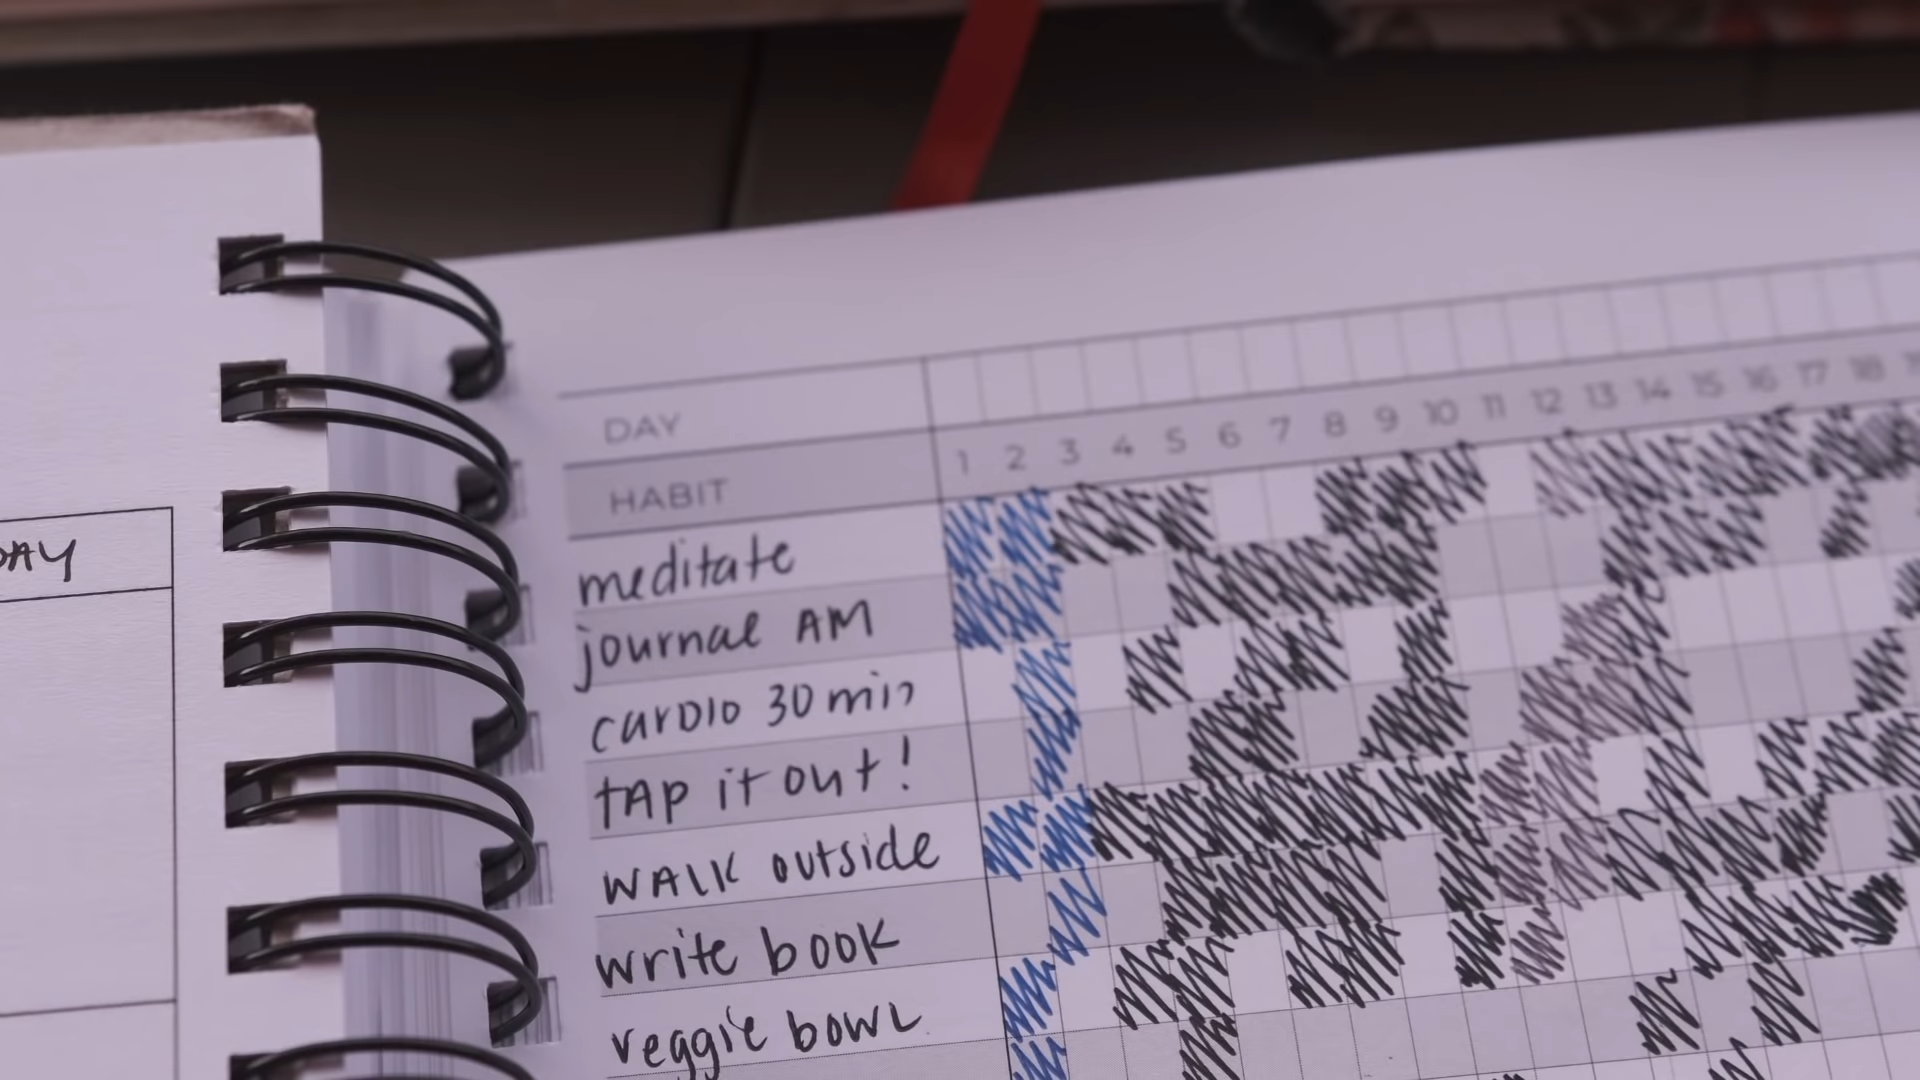 DAY
DAY
1 2 3 4 5 6 7 8 9 10 11 12 13 14 15 16 17 18
HABIT
meditate
journal AM
cardio 30 min
tAp it out!
WALK outside
write book
veggie bowl